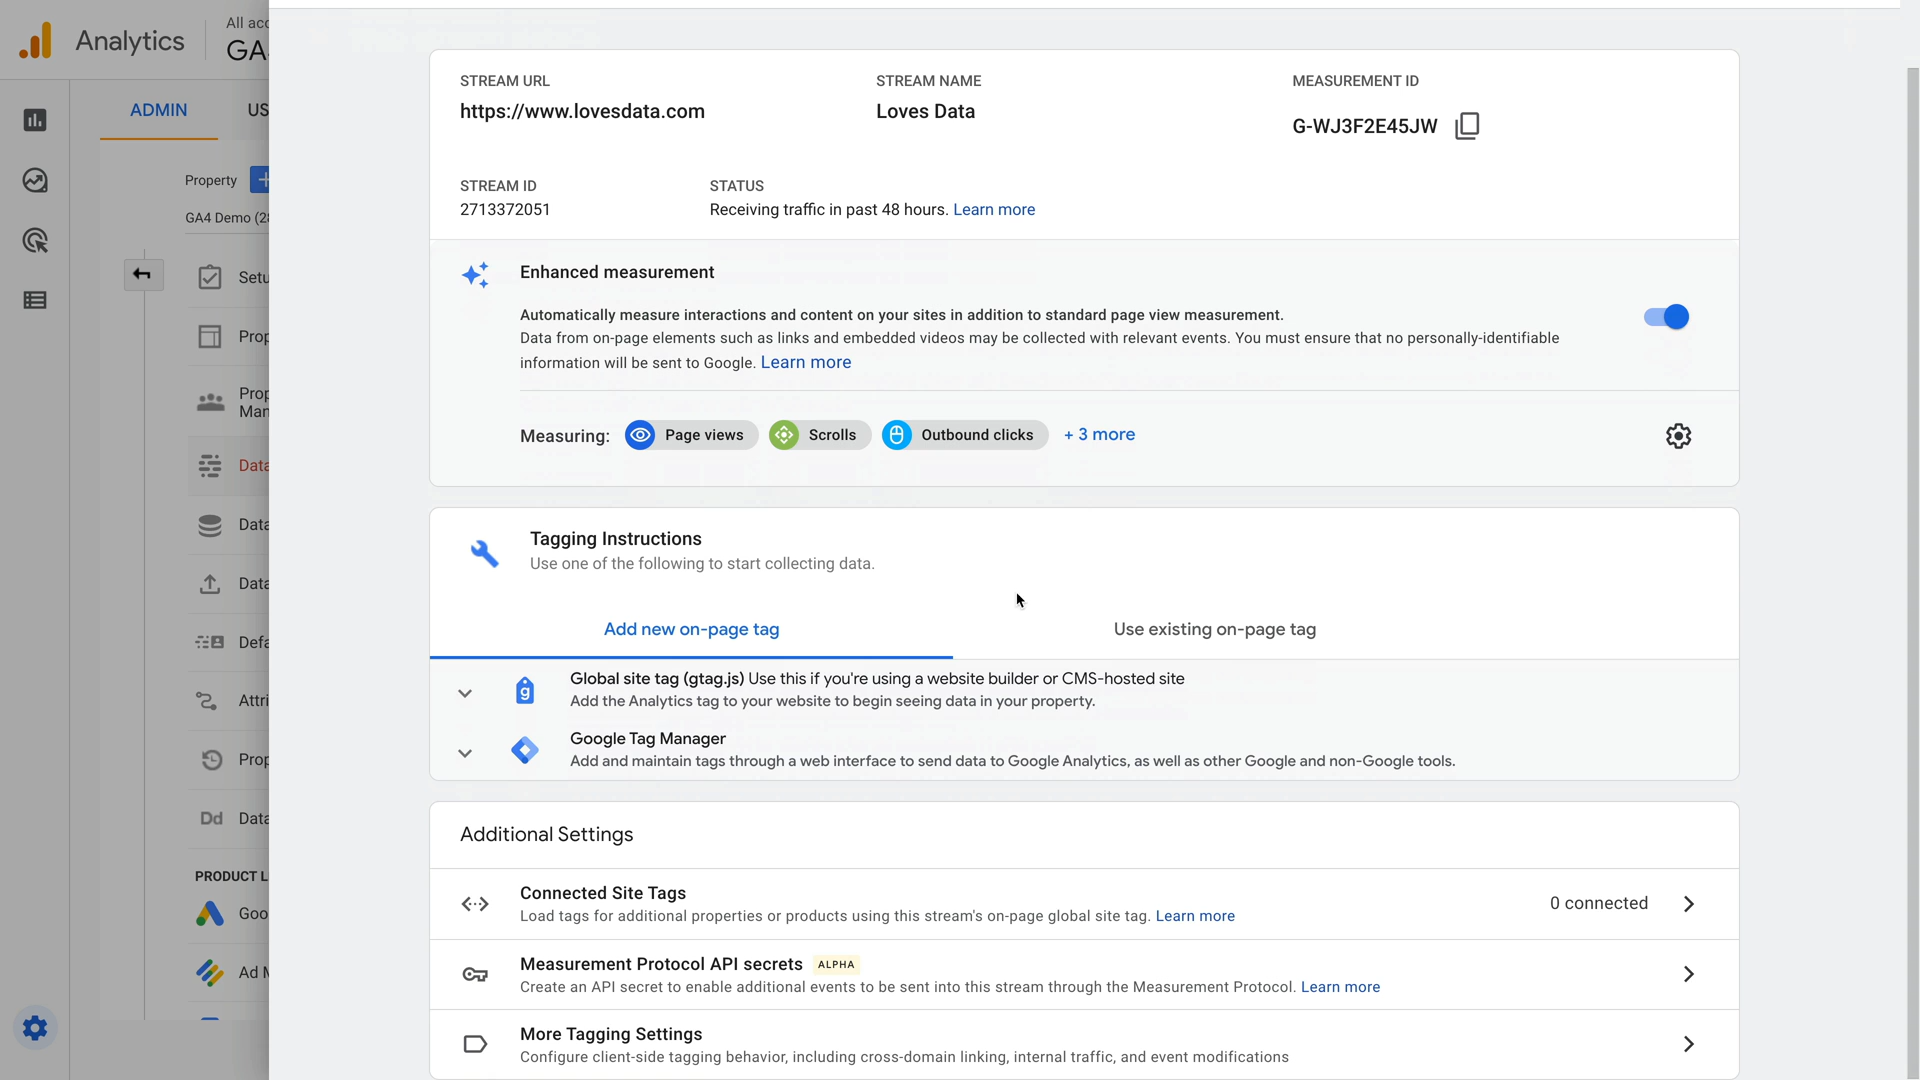 Analytics
All acc
GA4
ADMIN
US
Property
GA4 Demo (28
Setu
Prop
Prop
Man
Data
Data
Data
Defa
Attri
Prop
Dd
Data
PRODUCT L
Goo
Ad M
STREAM URL
https://www.lovesdata.com
STREAM NAME
Loves Data
MEASUREMENT ID
G-WJ3F2E45JW
STREAM ID
2713372051
STATUS
Receiving traffic in past 48 hours. Learn more
Enhanced measurement
Automatically measure interactions and content on your sites in addition to standard page view measurement.
Data from on-page elements such as links and embedded videos may be collected with relevant events. You must ensure that no personally-identifiable
information will be sent to Google. Learn more
Measuring: Page views Scrolls Outbound clicks + 3 more
Tagging Instructions
Use one of the following to start collecting data.
Add new on-page tag
Use existing on-page tag
g
Global site tag (gtag.js) Use this if you're using a website builder or CMS-hosted site
Add the Analytics tag to your website to begin seeing data in your property.
Google Tag Manager
Add and maintain tags through a web interface to send data to Google Analytics, as well as other Google and non-Google tools.
Additional Settings
Connected Site Tags
Load tags for additional properties or products using this stream's on-page global site tag. Learn more
0 connected
Measurement Protocol API secrets ALPHA
Create an API secret to enable additional events to be sent into this stream through the Measurement Protocol. Learn more
More Tagging Settings
Configure client-side tagging behavior, including cross-domain linking, internal traffic, and event modifications